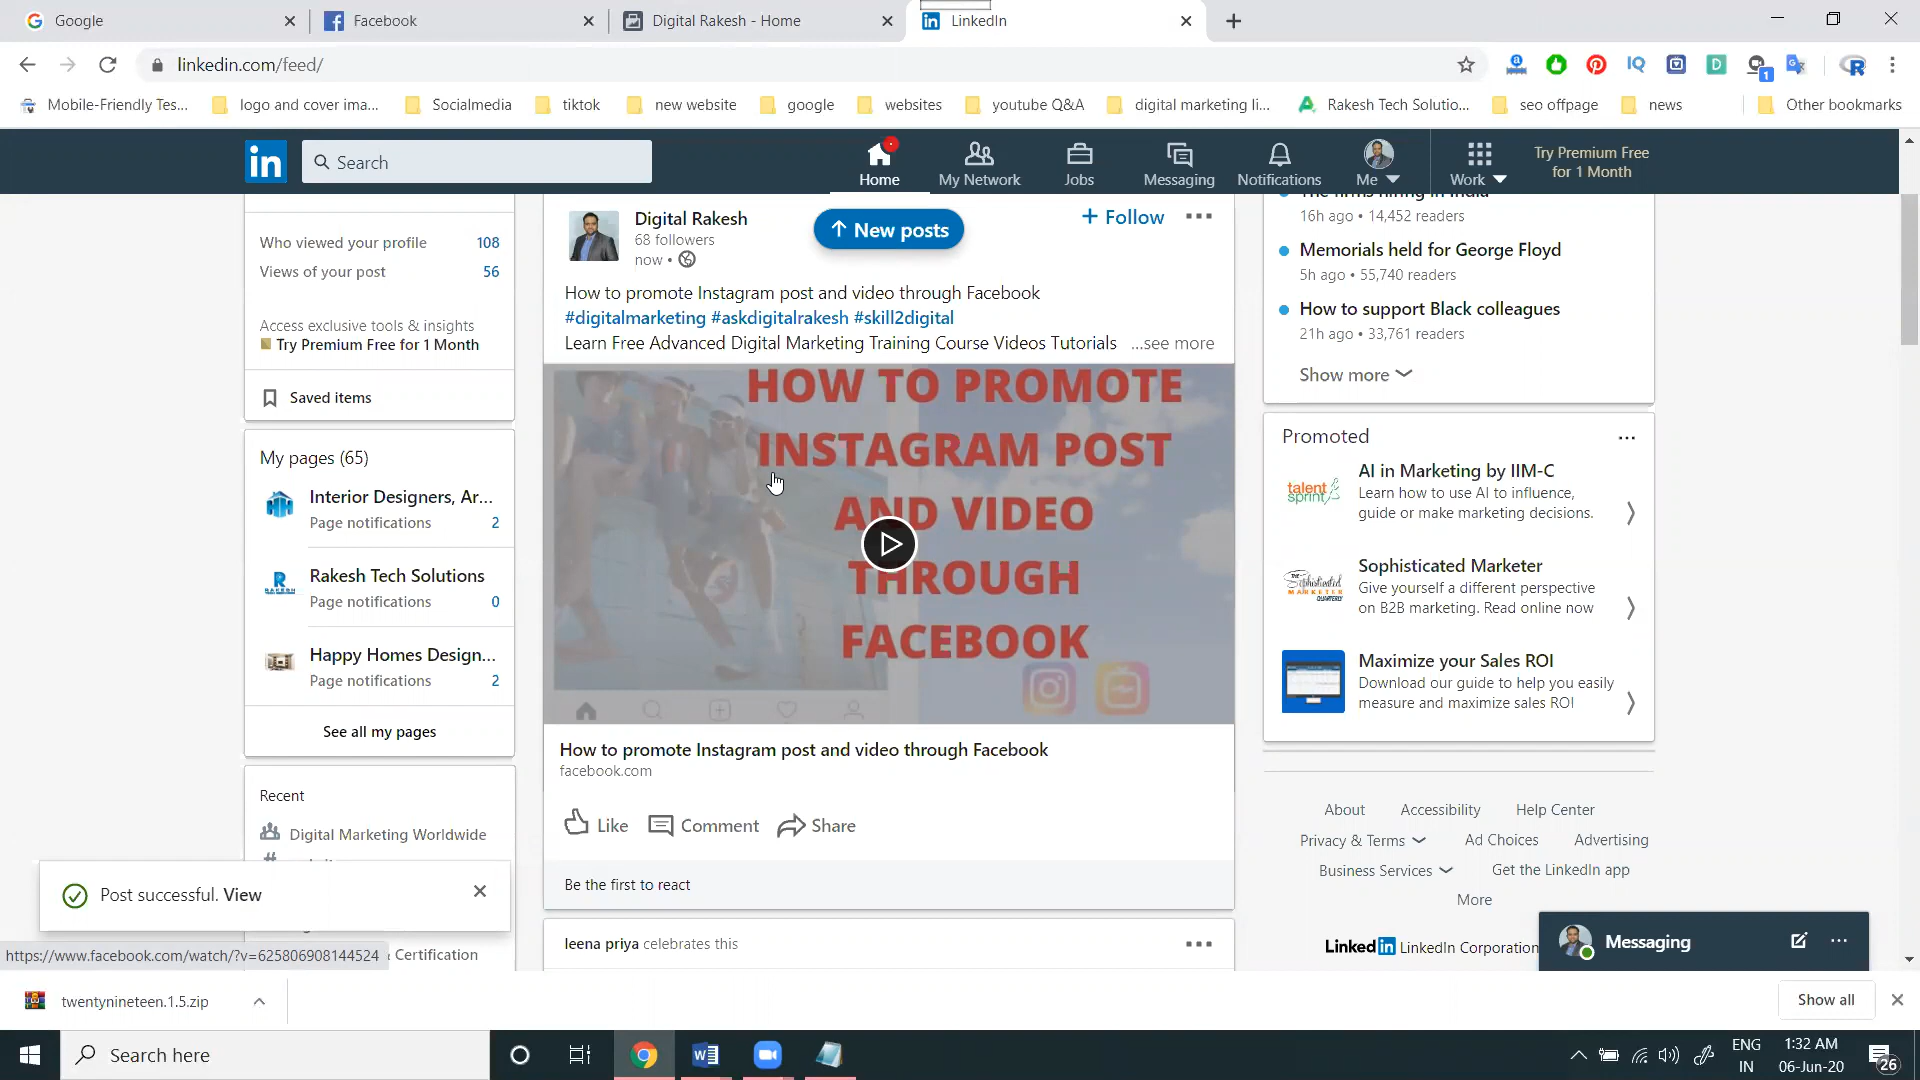 Google
Facebook
Digital Rakesh - Home
LinkedIn
linkedin.com/feed/
Mobile-Friendly Tes...
logo and cover ima...
Socialmedia
tiktok
new website
google
websites
youtube Q&A
digital marketing li...
Rakesh Tech Solutio...
seo offpage
news
Other bookmarks
Search
Home
My Network
Jobs
Messaging
Notifications
Me
Work
Try Premium Free
for 1 Month
Who viewed your profile 108
Views of your post 56
Access exclusive tools & insights
Try Premium Free for 1 Month
Saved items
My pages (65)
Interior Designers, Ar...
Page notifications 2
Rakesh Tech Solutions
Page notifications 0
Happy Homes Design...
Page notifications 2
See all my pages
Recent
Digital Marketing Worldwide
Certification
Digital Rakesh
68 followers
now •
New posts
+ Follow
How to promote Instagram post and video through Facebook
#digitalmarketing #askdigitalrakesh #skill2digital
Learn Free Advanced Digital Marketing Training Course Videos Tutorials ...see more
HOW TO PROMOTE
INSTAGRAM POST
AND VIDEO
THROUGH
FACEBOOK
How to promote Instagram post and video through Facebook
facebook.com
Like
Comment
Share
Be the first to react
leena priya celebrates this
The firms hiring in India
16h ago • 14,452 readers
Memorials held for George Floyd
5h ago • 55,740 readers
How to support Black colleagues
21h ago • 33,761 readers
Show more
Promoted
talent
sprint
AI in Marketing by IIM-C
Learn how to use AI to influence,
guide or make marketing decisions.
Sophisticated Marketer
Give yourself a different perspective
on B2B marketing. Read online now
Maximize your Sales ROI
Download our guide to help you easily
measure and maximize sales ROI
About
Accessibility
Help Center
Privacy & Terms
Ad Choices
Advertising
Business Services
Get the LinkedIn app
More
LinkedIn LinkedIn Corporation
Messaging
Post successful. View
https://www.facebook.com/watch/?v=625806908144524
twentynineteen.1.5.zip
Show all
Search here
ENG
IN
1:32 AM
06-Jun-20
26